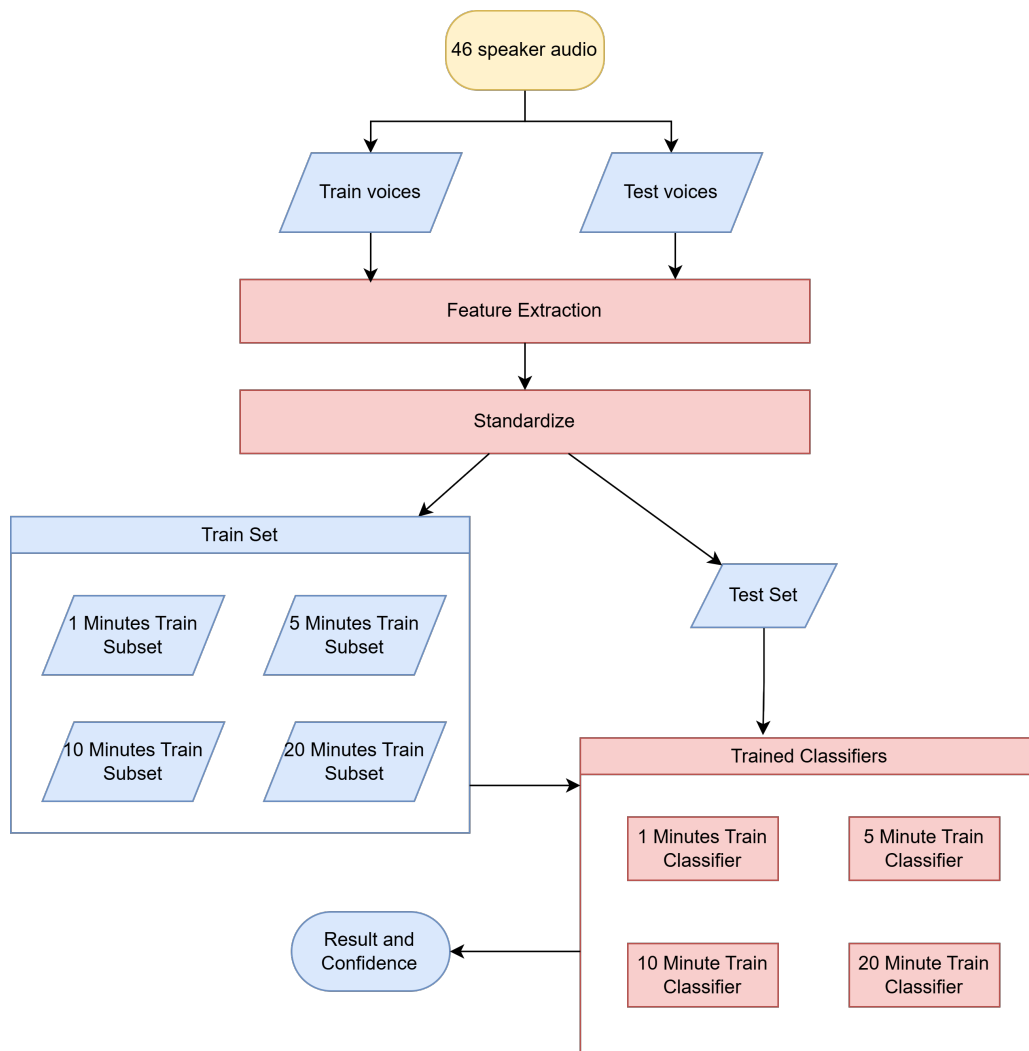 46 speaker audio
Train voices
Test voices
Feature Extraction
Standardize
Train Set
1 Minutes Train
Subset
5 Minutes Train
Subset
10 Minutes Train
Subset
20 Minutes Train
Subset
Test Set
Trained Classifiers
1 Minutes Train
Classifier
5 Minute Train
Classifier
10 Minute Train
Classifier
20 Minute Train
Classifier
Result and
Confidence